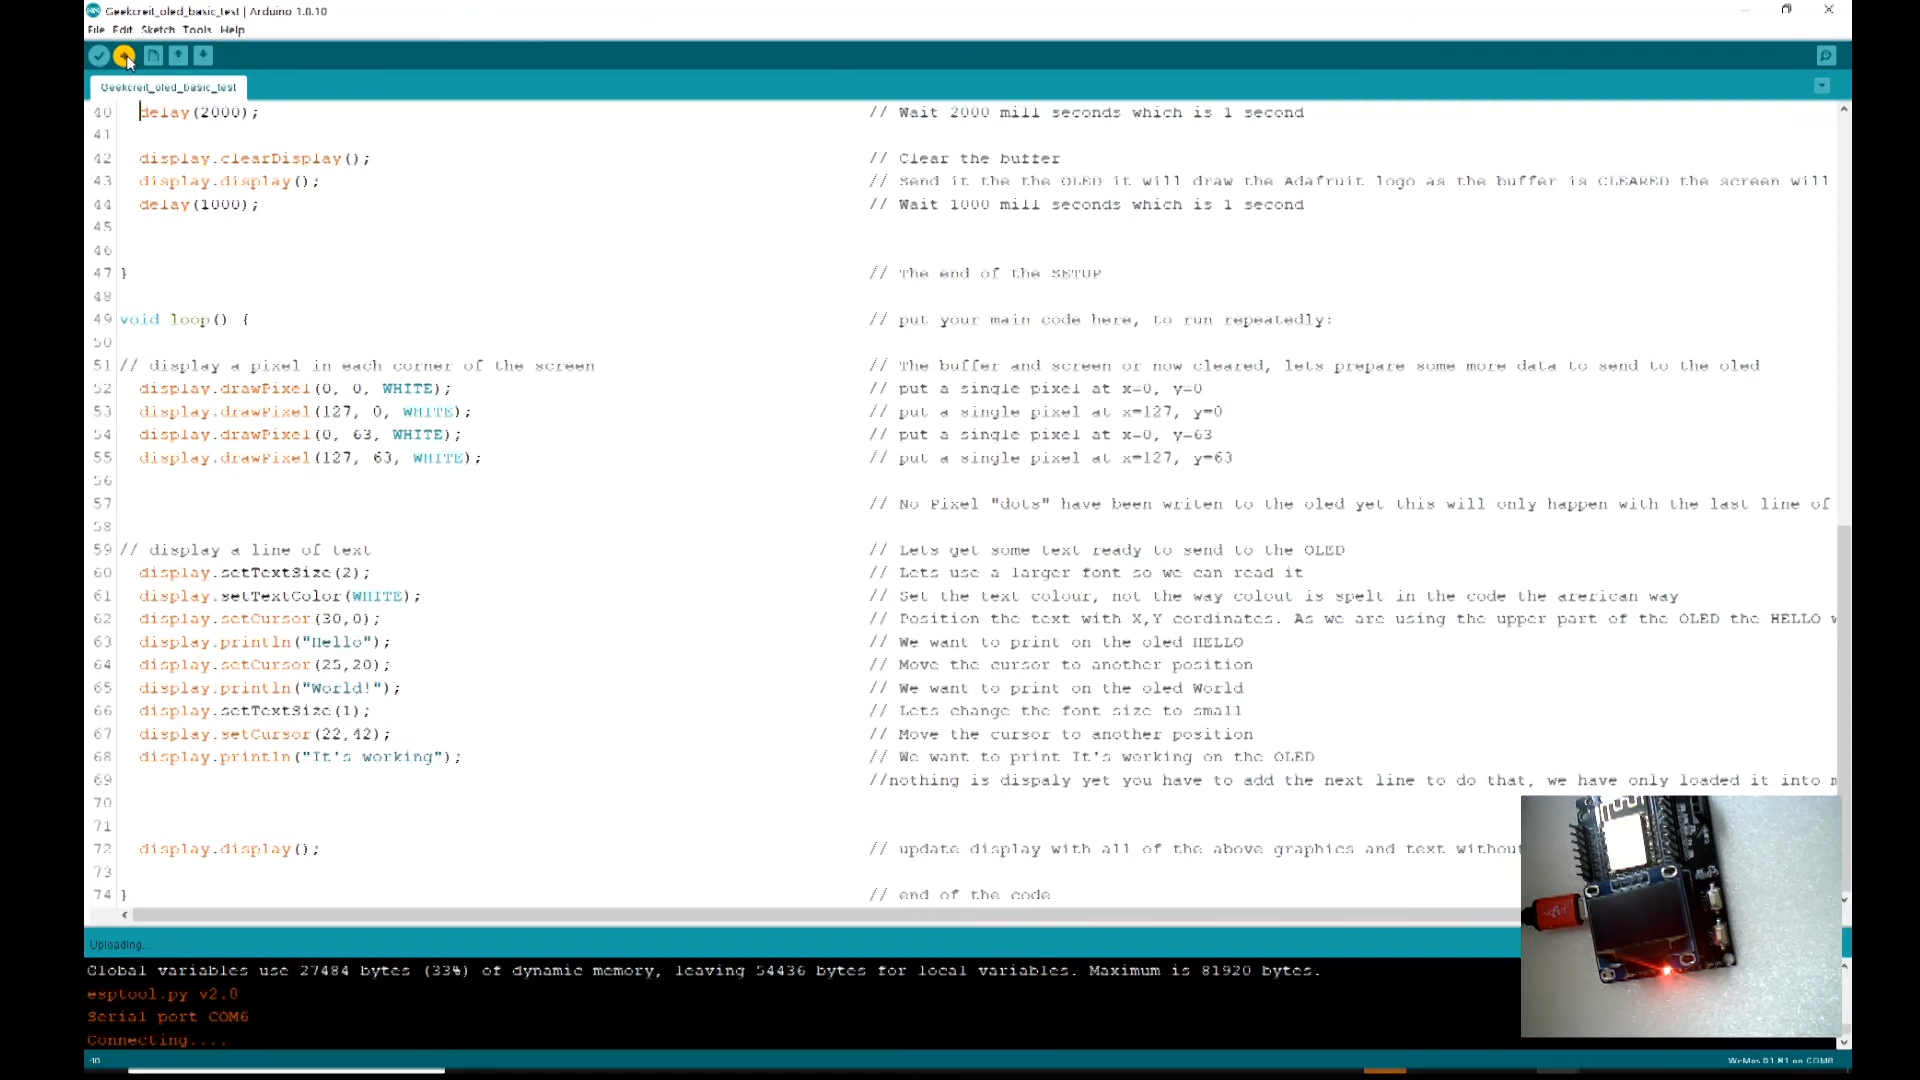 Geekcreit_oled_basic_test | Arduino 1.8.10
File Edit Sketch Tools Help
Geekcreit_oled_basic_test
40 delay(2000); // Wait 2000 mill seconds which is 1 second
41
42 display.clearDisplay(); // Clear the buffer
43 display.display(); // Send it the the OLED it will draw the Adafruit logo as the buffer is CLEARED the screen will
44 delay(1000); // Wait 1000 mill seconds which is 1 second
45
46
47 } // The end of the SETUP
48
49 void loop() { // put your main code here, to run repeatedly:
50
51 // display a pixel in each corner of the screen // The buffer and screen or now cleared, lets prepare some more data to send to the oled
52 display.drawPixel(0, 0, WHITE); // put a single pixel at x=0, y=0
53 display.drawPixel(127, 0, WHITE); // put a single pixel at x=127, y=0
54 display.drawPixel(0, 63, WHITE); // put a single pixel at x=0, y=63
55 display.drawPixel(127, 63, WHITE); // put a single pixel at x=127, y=63
56
57 // No Pixel "dots" have been writen to the oled yet this will only happen with the last line of
58
59 // display a line of text // Lets get some text ready to send to the OLED
60 display.setTextSize(2); // Lets use a larger font so we can read it
61 display.setTextColor(WHITE); // Set the text colour, not the way colout is spelt in the code the arerican way
62 display.setCursor(30,0); // Position the text with X,Y cordinates. As we are using the upper part of the OLED the HELLO w
63 display.println("Hello"); // We want to print on the oled HELLO
64 display.setCursor(25,20); // Move the cursor to another position
65 display.println("World!"); // We want to print on the oled World
66 display.setTextSize(1); // Lets change the font size to small
67 display.setCursor(22,42); // Move the cursor to another position
68 display.println("It's working"); // We want to print It's working on the OLED
69 //nothing is dispaly yet you have to add the next line to do that, we have only loaded it into m
70
71
72 display.display(); // update display with all of the above graphics and text without
73
74 } // end of the code
Uploading...
Global variables use 27484 bytes (33%) of dynamic memory, leaving 54436 bytes for local variables. Maximum is 81920 bytes.
esptool.py v2.0
Serial port COM6
Connecting....
40
WeMos D1 R1 on COM6